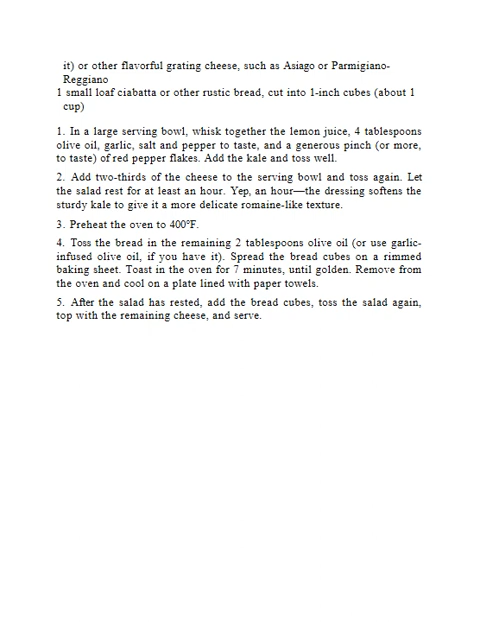 it) or other flavorful grating cheese, such as Asiago or Parmigiano-
Reggiano
1 small loaf ciabatta or other rustic bread, cut into 1-inch cubes (about 1
cup)
1. In a large serving bowl, whisk together the lemon juice, 4 tablespoons
olive oil, garlic, salt and pepper to taste, and a generous pinch (or more,
to taste) of red pepper flakes. Add the kale and toss well.
2. Add two-thirds of the cheese to the serving bowl and toss again. Let
the salad rest for at least an hour. Yep, an hour—the dressing softens the
sturdy kale to give it a more delicate romaine-like texture.
3. Preheat the oven to 400°F.
4. Toss the bread in the remaining 2 tablespoons olive oil (or use garlic-
infused olive oil, if you have it). Spread the bread cubes on a rimmed
baking sheet. Toast in the oven for 7 minutes, until golden. Remove from
the oven and cool on a plate lined with paper towels.
5. After the salad has rested, add the bread cubes, toss the salad again,
top with the remaining cheese, and serve.